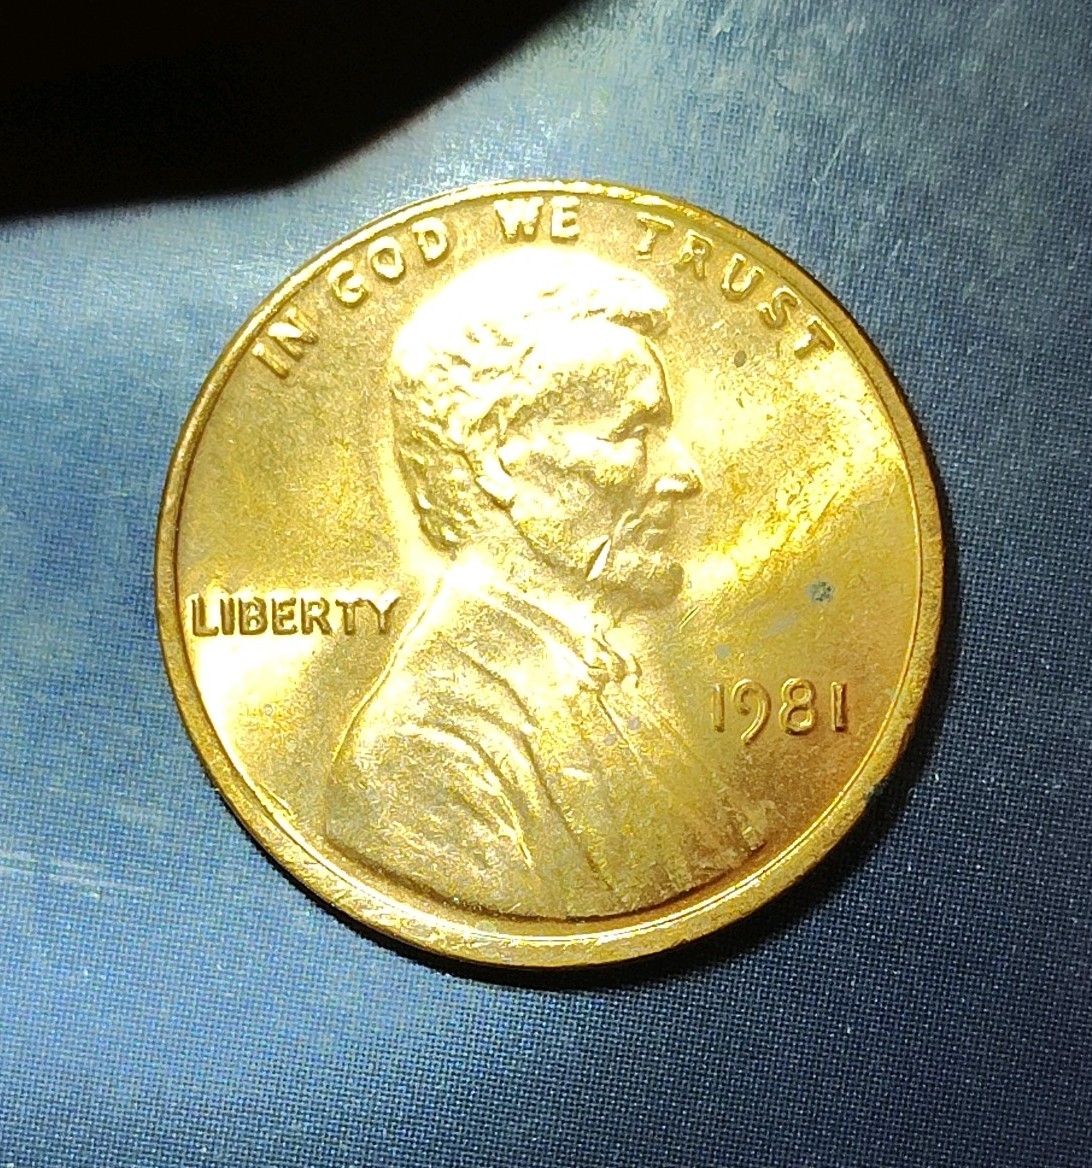 IN GOD WE TRUST
LIBERTY
1981